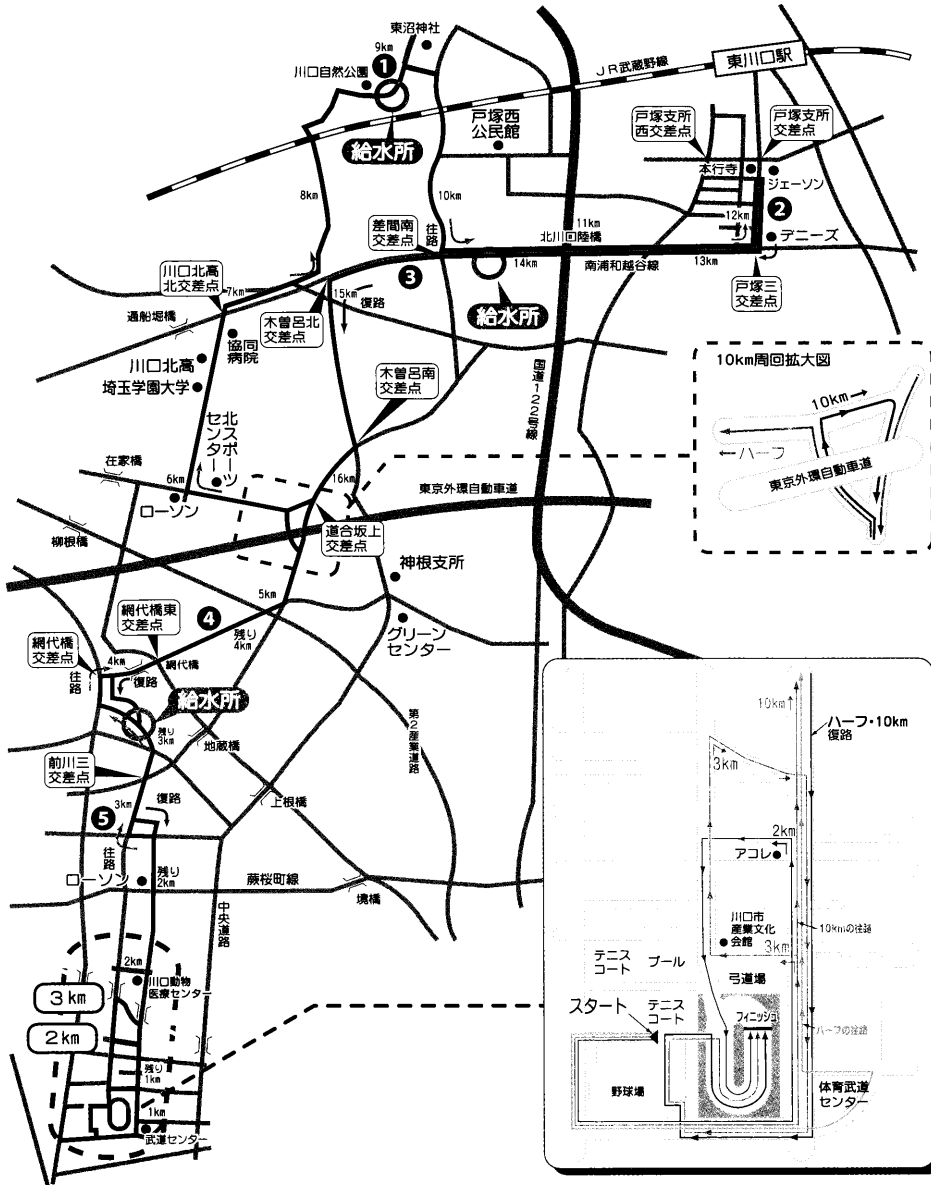 東沼神社
9km
❶
川口自然公園
給水所
JR武蔵野線
東川口駅
戸塚西
公民館
戸塚支所
西交差点
戸塚支所
交差点
本行寺
ジェーソン
❷
デニーズ
12km
8km
10km
11km
北川口陸橋
差間南
交差点
往路
❸
14km
南浦和越谷線
13km
戸塚三
交差点
給水所
川口北高
北交差点
7km
15km
復路
通船堀橋
木曽呂北
交差点
協同
病院
川口北高
埼玉学園大学
木曽呂南
交差点
国道122号線
北スポーツ
センター
在家橋
6km
ローソン
16km
東京外環自動車道
10km周回拡大図
10km→
←ハーフ
東京外環自動車道
柳根橋
道合坂上
交差点
神根支所
5km
❹
網代橋東
交差点
残り
4km
グリーン
センター
網代橋
交差点
4km
網代橋
往路
復路
給水所
残り
3km
地蔵橋
第2産業道路
前川三
交差点
3km
復路
上根橋
❺
往路
ローソン
残り
2km
蕨桜町線
境橋
中央道路
2km
川口動物
医療センター
3km
2km
残り
1km
1km
武道センター
10km↑
ハーフ・10km
復路
3km
2km
アコレ
川口市
産業文化
会館
10kmの往路
3km
テニス
コート
プール
弓道場
スタート
テニス
コート
フィニッシュ
ハーフの往路
野球場
体育武道
センター